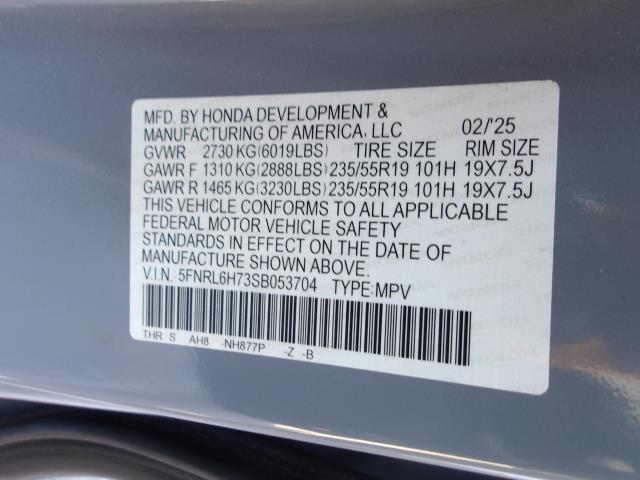 MFD. BY HONDA DEVELOPMENT &
MANUFACTURING OF AMERICA, LLC 02/'25
GVWR 2730 KG(6019LBS) TIRE SIZE RIM SIZE
GAWR F 1310 KG(2888LBS) 235/55R19 101H 19X7.5J
GAWR R 1465 KG(3230LBS) 235/55R19 101H 19X7.5J
THIS VEHICLE CONFORMS TO ALL APPLICABLE
FEDERAL MOTOR VEHICLE SAFETY
STANDARDS IN EFFECT ON THE DATE OF
MANUFACTURE SHOWN ABOVE.
V.I.N.: 5FNRL6H73SB053704 TYPE:MPV
THR S AH8 -NH877P -Z -B